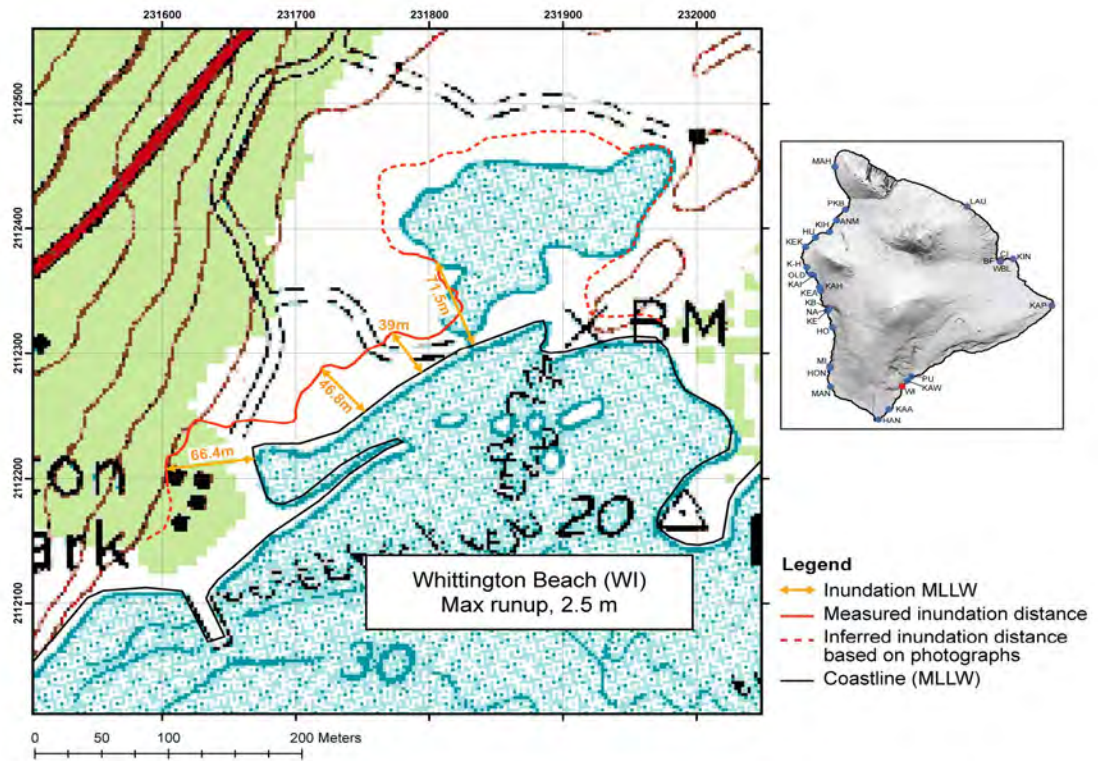 231600 231700 231800 231900 232000
2112500
2112400
2112300
2112200
2112100
71.5m
39m
46.8m
66.4m
BM
on
ark
20
30
Whittington Beach (WI)
Max runup, 2.5 m
0 50 100 200 Meters
MAH
PKB
ANM
KIH
HU
KEK
K-H
OLD
KAI
KAH
KEA
KB
NA
KE
HO
MI
HON
MAN
LAU
CI
KIN
BF
WBL
KAP
PU
KAW
WI
KAA
HAN
Legend
Inundation MLLW
Measured inundation distance
Inferred inundation distance
based on photographs
Coastline (MLLW)